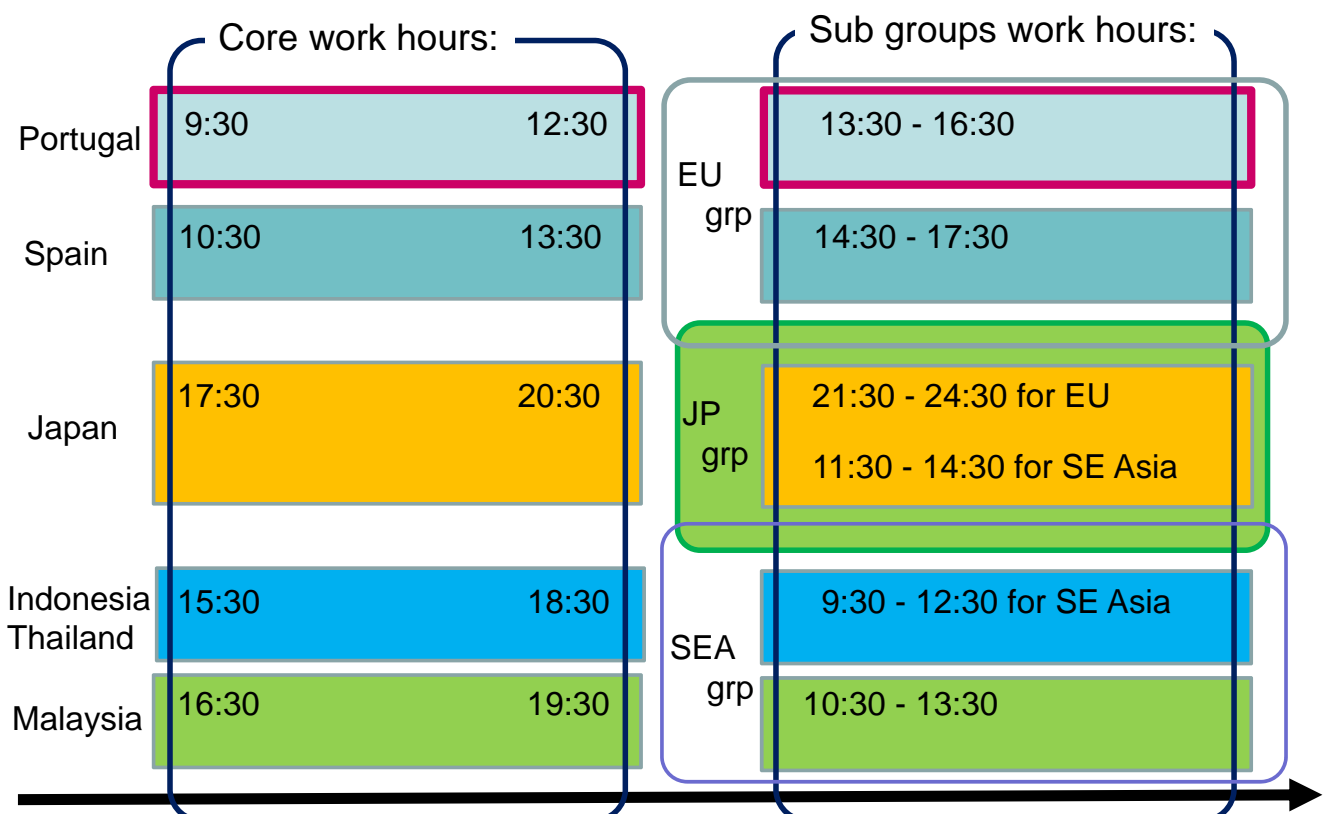 Core work hours:
Sub groups work hours:
Portugal
9:30
12:30
EU
grp
13:30 - 16:30
Spain
10:30
13:30
14:30 - 17:30
Japan
17:30
20:30
JP
grp
21:30 - 24:30 for EU
11:30 - 14:30 for SE Asia
Indonesia
Thailand
15:30
18:30
SEA
grp
9:30 - 12:30 for SE Asia
Malaysia
16:30
19:30
10:30 - 13:30